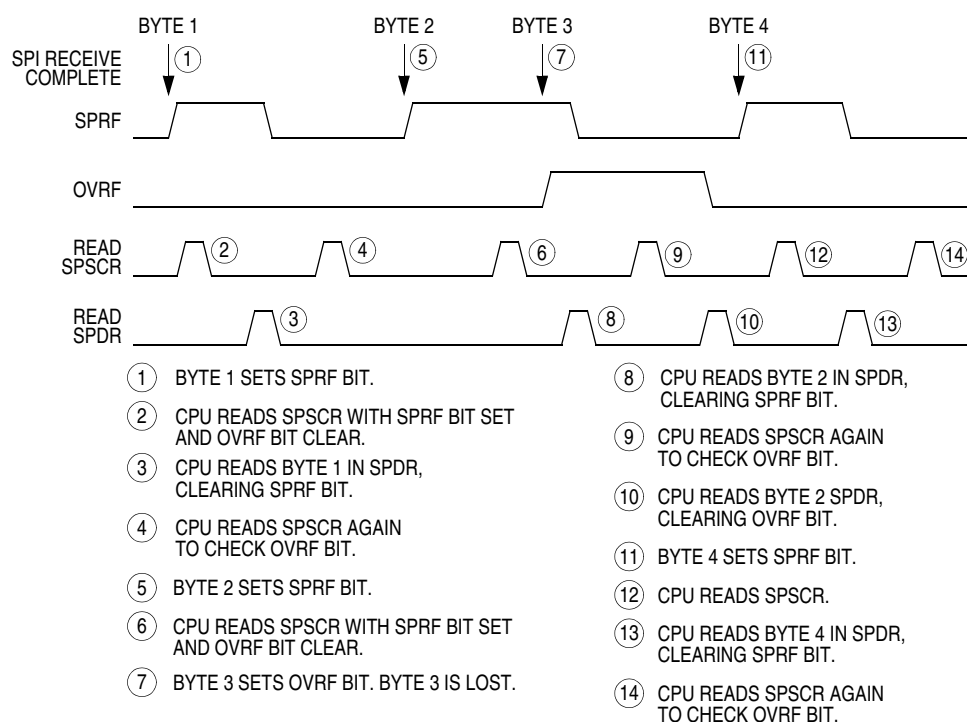 BYTE 1 BYTE 2 BYTE 3 BYTE 4
SPI RECEIVE
COMPLETE
1 5 7 11
SPRF
OVRF
READ
SPSCR
2 4 6 9 12 14
READ
SPDR
3 8 10 13
1 BYTE 1 SETS SPRF BIT.
2 CPU READS SPSCR WITH SPRF BIT SET
AND OVRF BIT CLEAR.
3 CPU READS BYTE 1 IN SPDR,
CLEARING SPRF BIT.
4 CPU READS SPSCR AGAIN
TO CHECK OVRF BIT.
5 BYTE 2 SETS SPRF BIT.
6 CPU READS SPSCR WITH SPRF BIT SET
AND OVRF BIT CLEAR.
7 BYTE 3 SETS OVRF BIT. BYTE 3 IS LOST.
8 CPU READS BYTE 2 IN SPDR,
CLEARING SPRF BIT.
9 CPU READS SPSCR AGAIN
TO CHECK OVRF BIT.
10 CPU READS BYTE 2 SPDR,
CLEARING OVRF BIT.
11 BYTE 4 SETS SPRF BIT.
12 CPU READS SPSCR.
13 CPU READS BYTE 4 IN SPDR,
CLEARING SPRF BIT.
14 CPU READS SPSCR AGAIN
TO CHECK OVRF BIT.